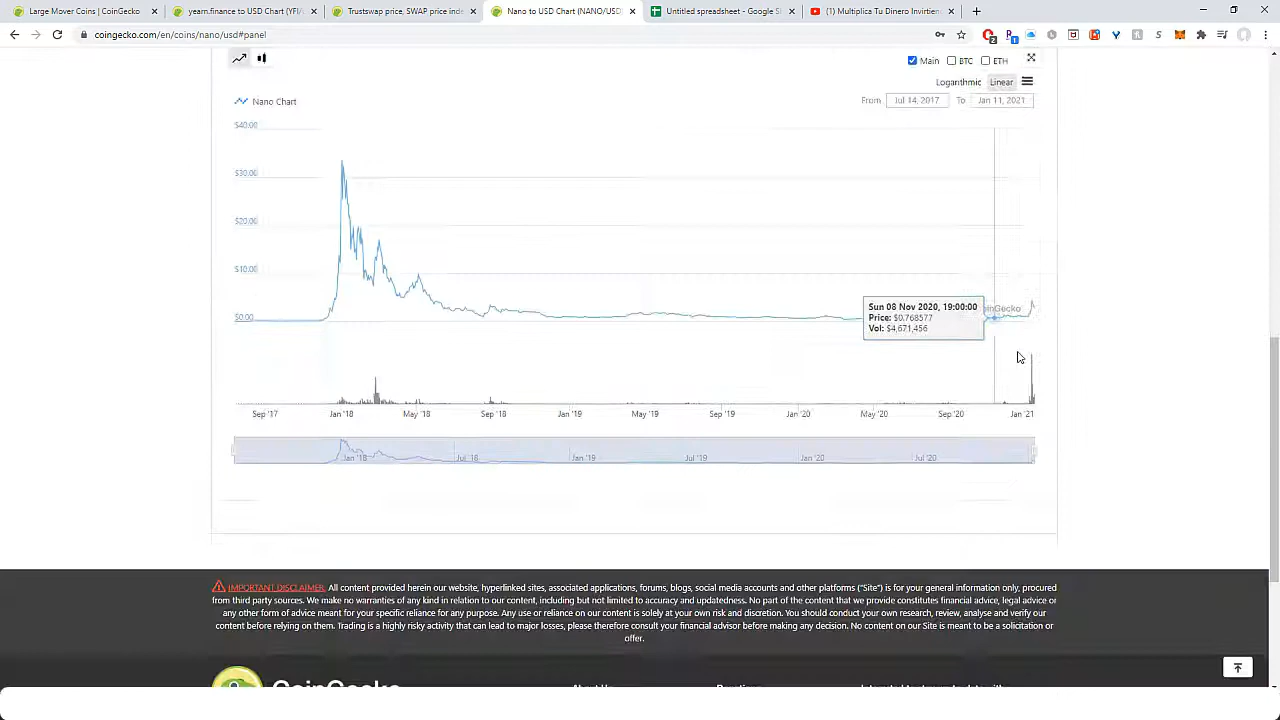 Large Mover Coins | CoinGecko
yearn.finance to USD Chart (YFI/
Trustswap price, SWAP price ind
Nano to USD Chart (NANO/USD)
Untitled spreadsheet - Google S
(1) Multiplica Tu Dinero Invirtien
coingecko.com/en/coins/nano/usd#panel
Main BTC ETH
Logarithmic Linear
Nano Chart
From Jul 14, 2017 To Jan 11, 2021
$40.00
$30.00
$20.00
$10.00
$0.00
Sun 08 Nov 2020, 19:00:00
Price: $0.768577
Vol: $4,671,456
oinGecko
Sep '17 Jan '18 May '18 Sep '18 Jan '19 May '19 Sep '19 Jan '20 May '20 Sep '20 Jan '21
Jan '18 Jul '18 Jan '19 Jul '19 Jan '20 Jul '20
IMPORTANT DISCLAIMER: All content provided herein our website, hyperlinked sites, associated applications, forums, blogs, social media accounts and other platforms ("Site") is for your general information only, procured
from third party sources. We make no warranties of any kind in relation to our content, including but not limited to accuracy and updatedness. No part of the content that we provide constitutes financial advice, legal advice or
any other form of advice meant for your specific reliance for any purpose. Any use or reliance on our content is solely at your own risk and discretion. You should conduct your own research, review, analyse and verify our
content before relying on them. Trading is a highly risky activity that can lead to major losses, please therefore consult your financial advisor before making any decision. No content on our Site is meant to be a solicitation or
offer.
CoinGecko